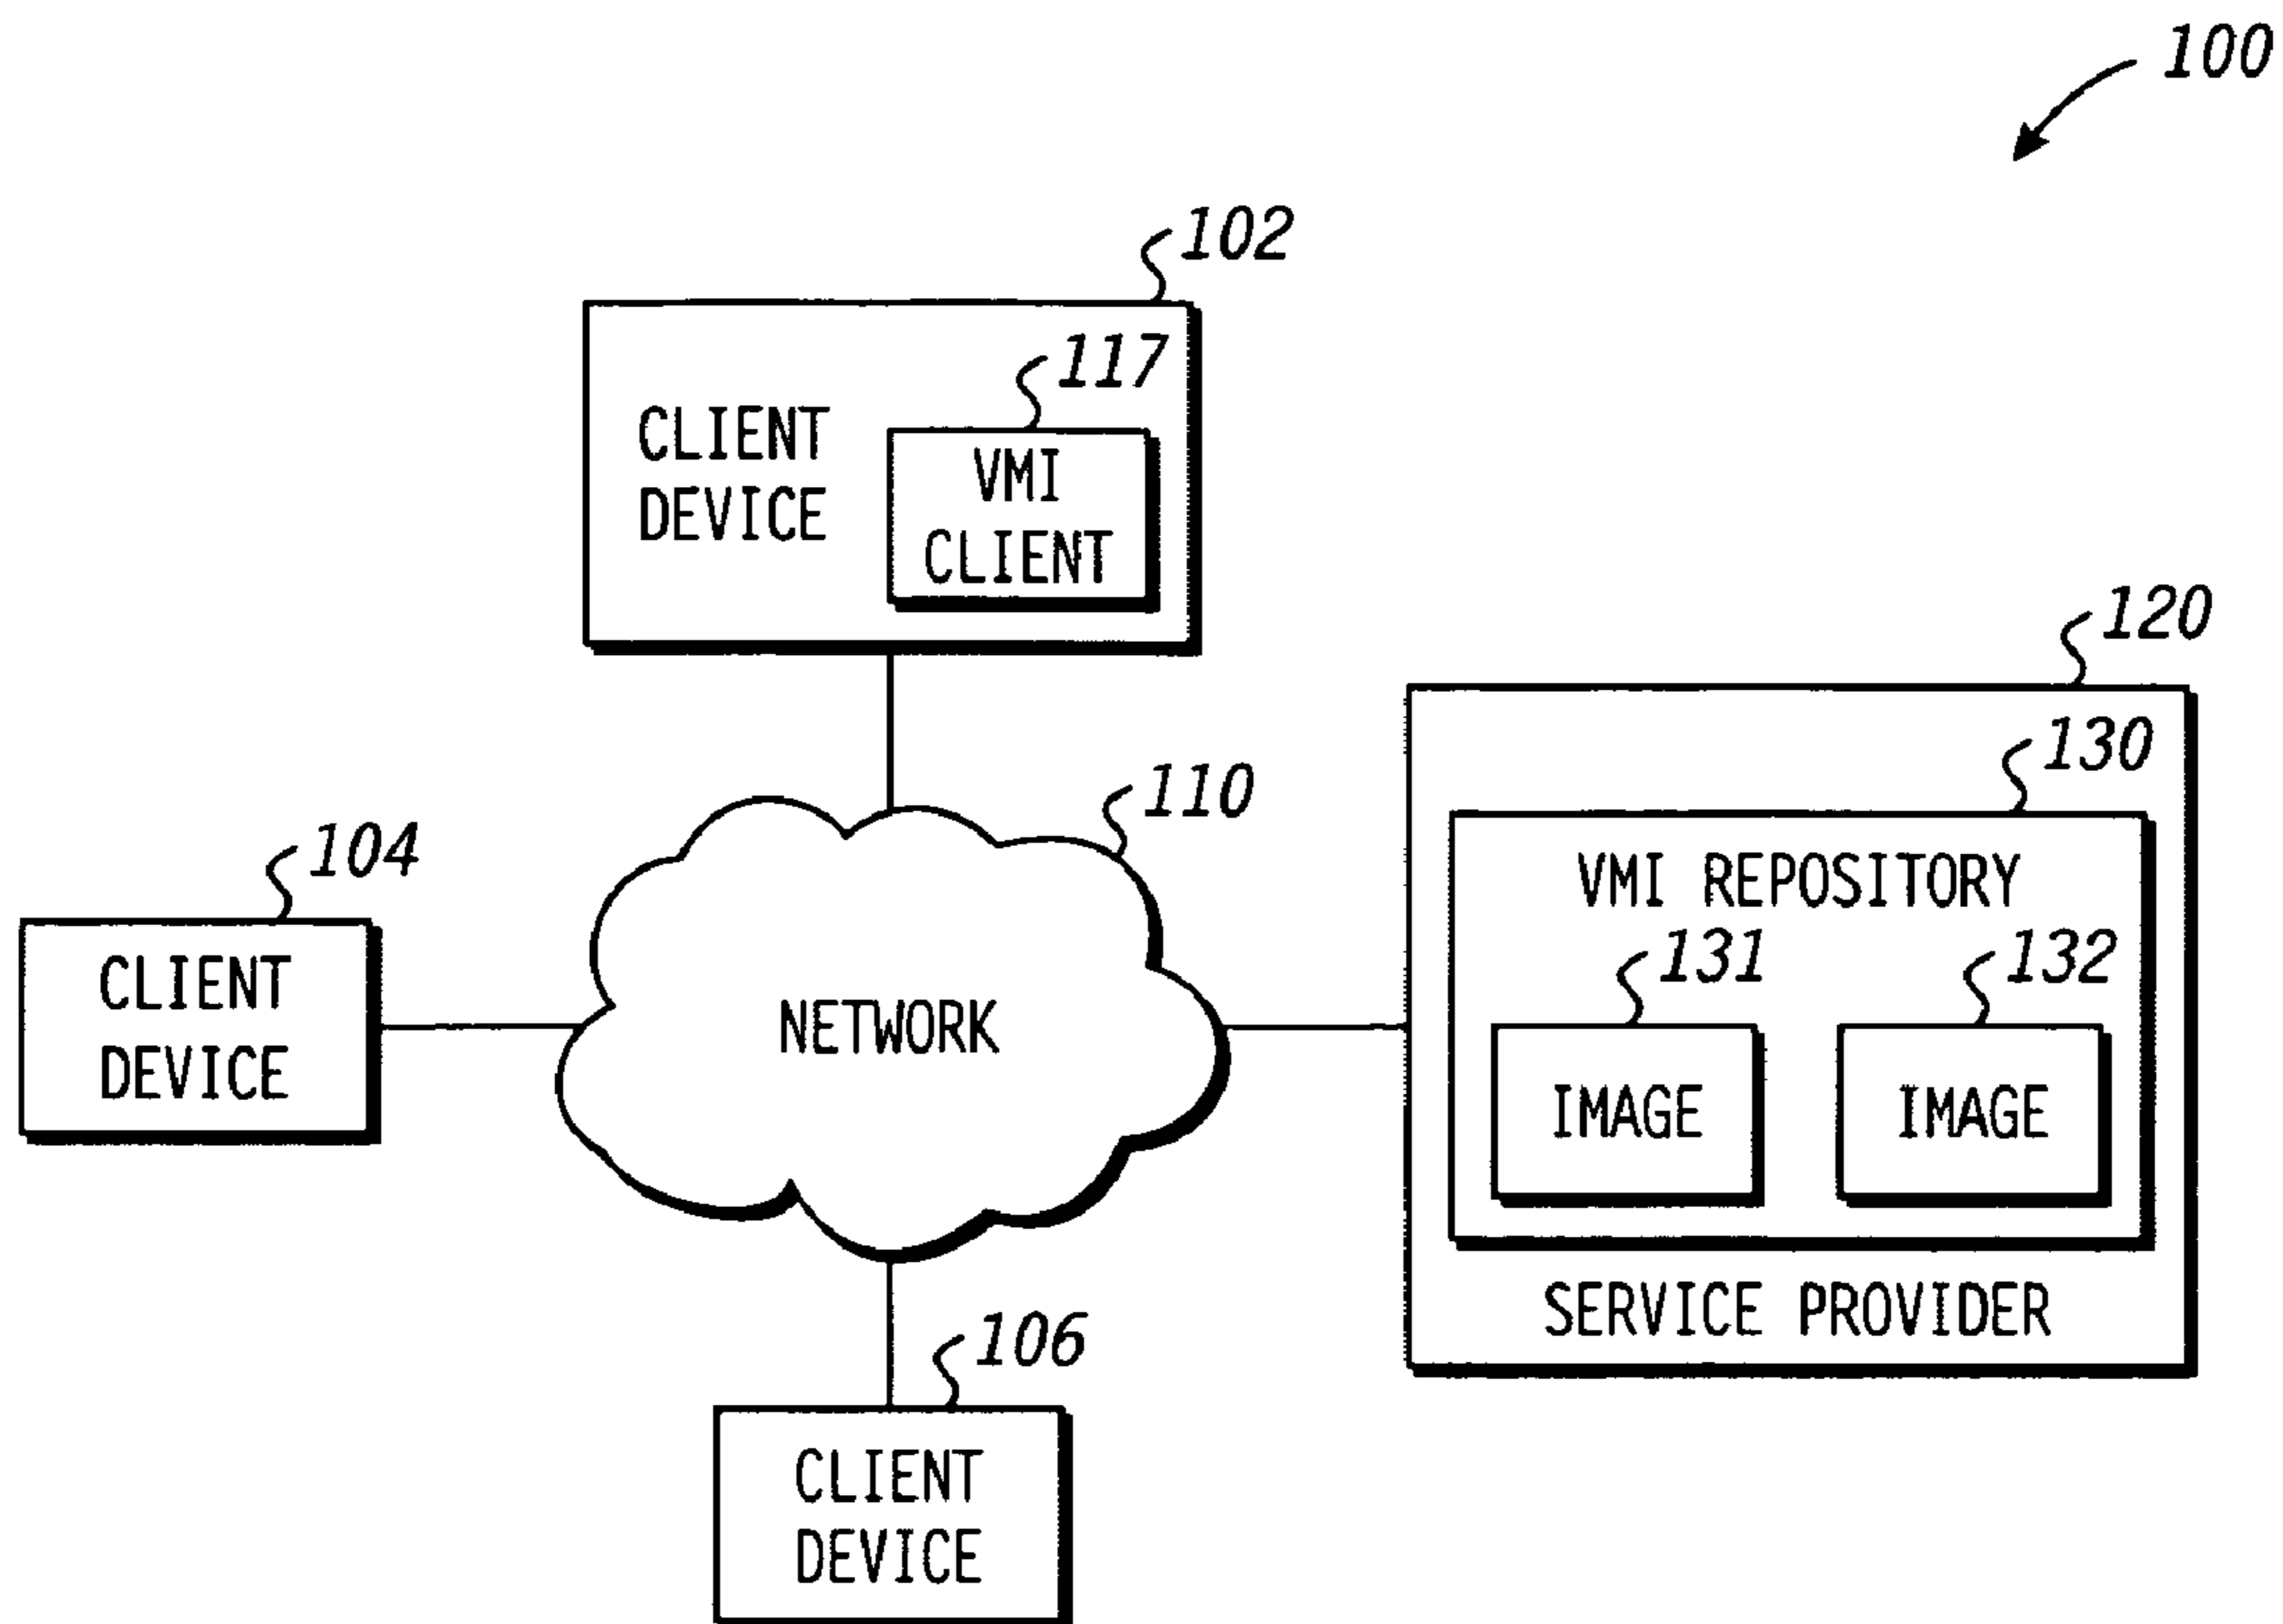 100
102
117
CLIENT
DEVICE
VMI
CLIENT
120
130
110
VMI REPOSITORY
104
131
132
CLIENT
DEVICE
NETWORK
IMAGE
IMAGE
SERVICE PROVIDER
106
CLIENT
DEVICE